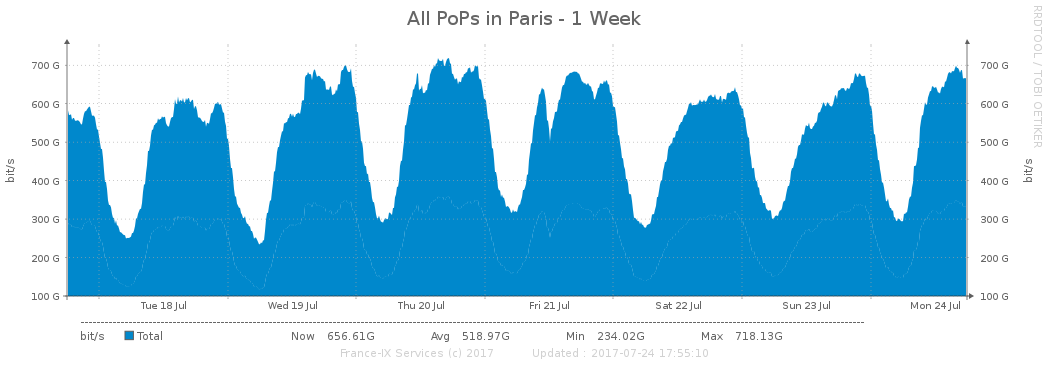 All PoPs in Paris - 1 Week
RRDTOOL / TOBI OETIKER
bit/s
bit/s
700 G 700 G
600 G 600 G
500 G 500 G
400 G 400 G
300 G 300 G
200 G 200 G
100 G 100 G
Tue 18 Jul Wed 19 Jul Thu 20 Jul Fri 21 Jul Sat 22 Jul Sun 23 Jul Mon 24 Jul
bit/s Total Now 656.61G Avg 518.97G Min 234.02G Max 718.13G
France-IX Services (c) 2017 Updated : 2017-07-24 17:55:10